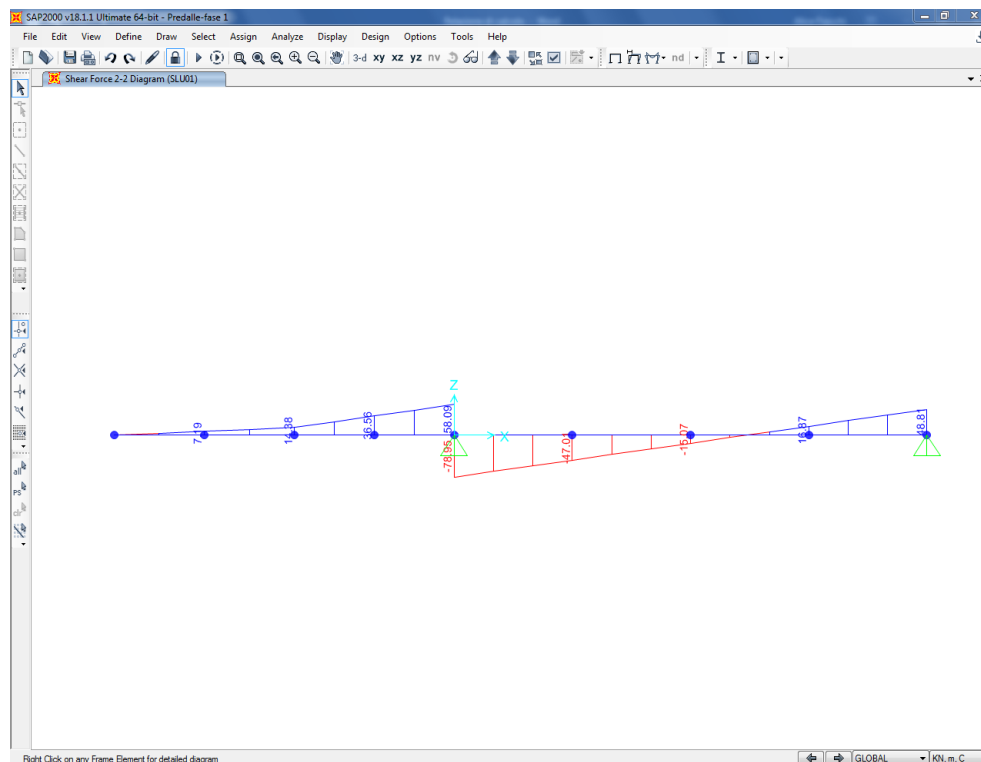 SAP2000 v18.1.1 Ultimate 64-bit - Predalle-fase 1
File Edit View Define Draw Select Assign Analyze Display Design Options Tools Help
3-d xy xz yz nv nd
Shear Force 2-2 Diagram (SLU01)
Z
X
7.19
14.38
36.56
58.09
-78.95
-47.01
-15.07
16.87
48.81
all
PS
clr
Right Click on any Frame Element for detailed diagram
GLOBAL
KN, m, C